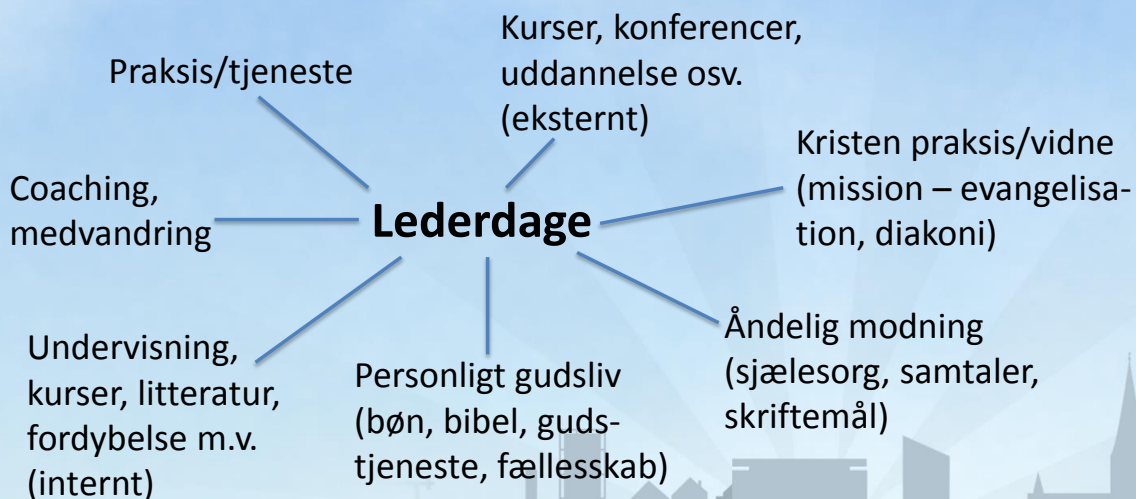 Kurser, konferencer,
uddannelse osv.
(eksternt)
Praksis/tjeneste
Kristen praksis/vidne
(mission – evangelisa-
tion, diakoni)
Coaching,
medvandring
Lederdage
Åndelig modning
(sjælesorg, samtaler,
skriftemål)
Undervisning,
kurser, litteratur,
fordybelse m.v.
(internt)
Personligt gudsliv
(bøn, bibel, guds-
tjeneste, fællesskab)